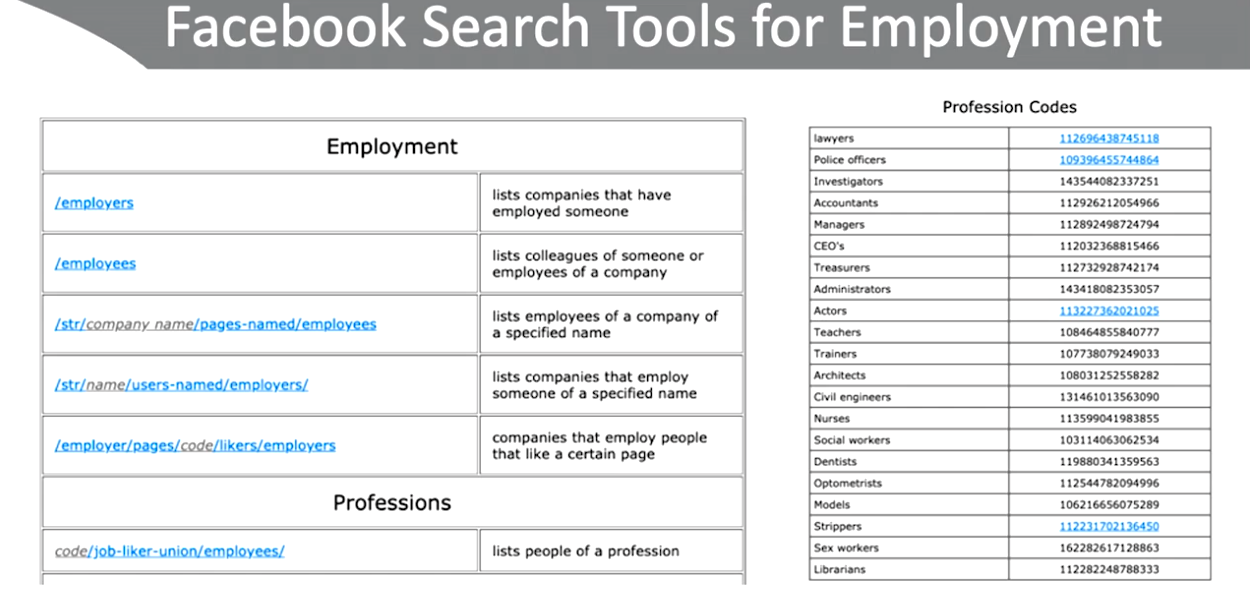 Facebook Search Tools for Employment
Employment
/employers
lists companies that have
employed someone
/employees
lists colleagues of someone or
employees of a company
/str/company name/pages-named/employees
lists employees of a company of
a specified name
/str/name/users-named/employers/
lists companies that employ
someone of a specified name
/employer/pages/code/likers/employers
companies that employ people
that like a certain page
Professions
code/job-liker-union/employees/
lists people of a profession
Profession Codes
lawyers 112696438745118
Police officers 109396455744864
Investigators 143544082337251
Accountants 112926212054966
Managers 112892498724794
CEO's 112032368815466
Treasurers 112732928742174
Administrators 143418082353057
Actors 113227362021025
Teachers 108464855840777
Trainers 107738079249033
Architects 108031252558282
Civil engineers 131461013563090
Nurses 113599041983855
Social workers 103114063062534
Dentists 119880341359563
Optometrists 112544782094996
Models 106216656075289
Strippers 112231702136450
Sex workers 162282617128863
Librarians 112282248788333